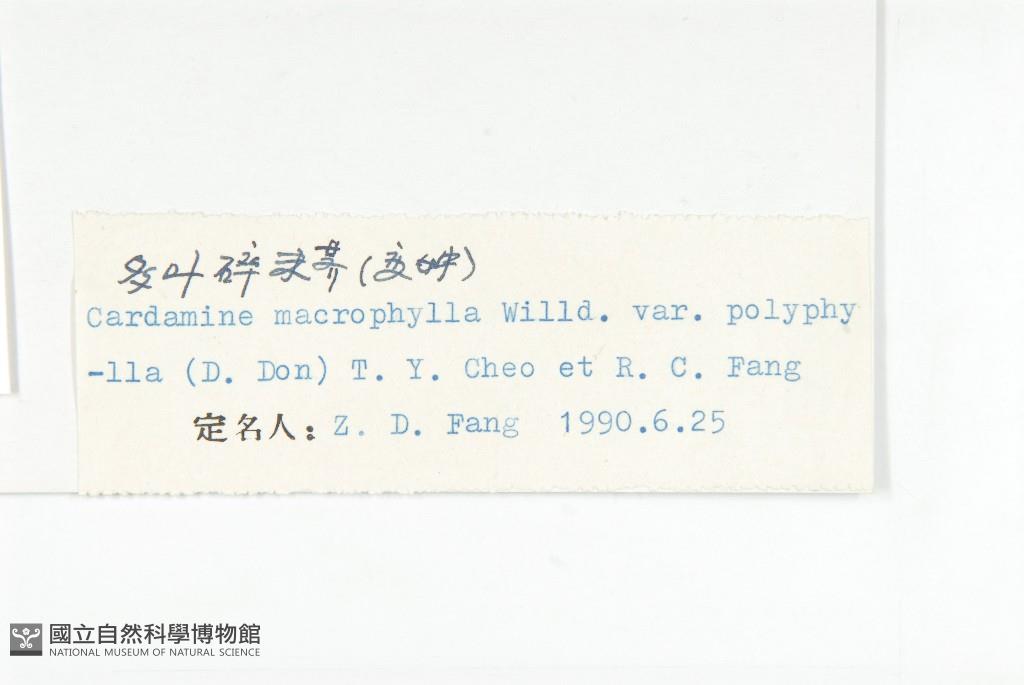 多叶碎米荠(变种)
Cardamine macrophylla Willd. var. polyphy
-lla (D. Don) T. Y. Cheo et R. C. Fang
定名人: Z. D. Fang 1990.6.25
國立自然科學博物館
NATIONAL MUSEUM OF NATURAL SCIENCE